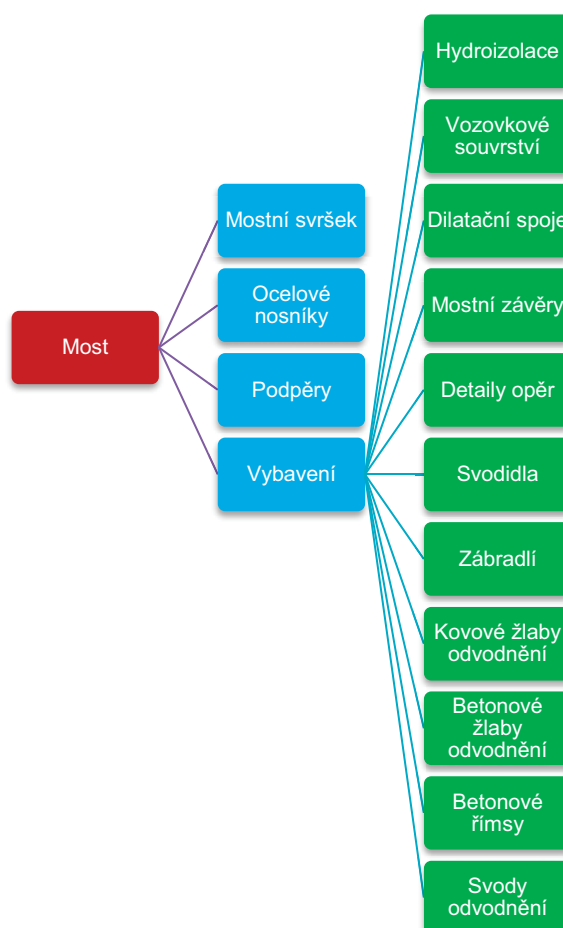 Most
Mostní svršek
Ocelové
nosníky
Podpěry
Vybavení
Hydroizolace
Vozovkové
souvrství
Dilatační spoje
Mostní závěry
Detaily opěr
Svodidla
Zábradlí
Kovové žlaby
odvodnění
Betonové
žlaby
odvodnění
Betonové
římsy
Svody
odvodnění